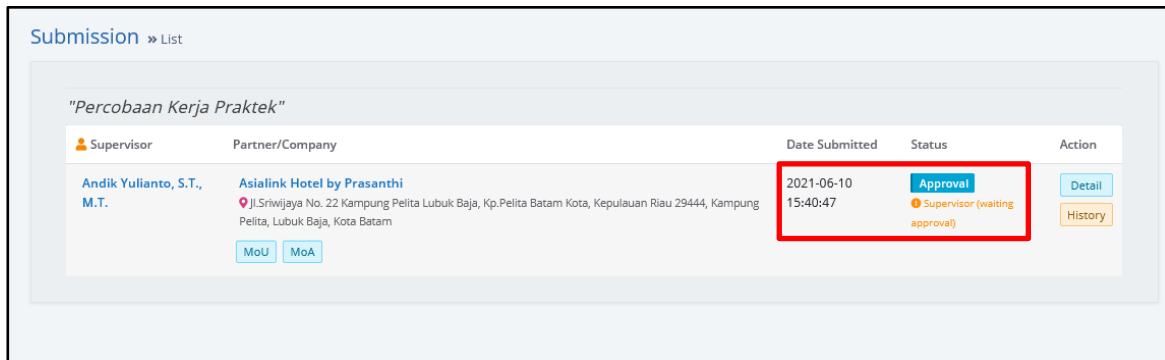 Submission » List
"Percobaan Kerja Praktek"
Supervisor Partner/Company Date Submitted Status Action
Andik Yulianto, S.T., M.T.
Asialink Hotel by Prasanthi
Jl.Sriwijaya No. 22 Kampung Pelita Lubuk Baja, Kp.Pelita Batam Kota, Kepulauan Riau 29444, Kampung
Pelita, Lubuk Baja, Kota Batam
MoU MoA
2021-06-10
15:40:47
Approval
Supervisor (waiting
approval)
Detail
History